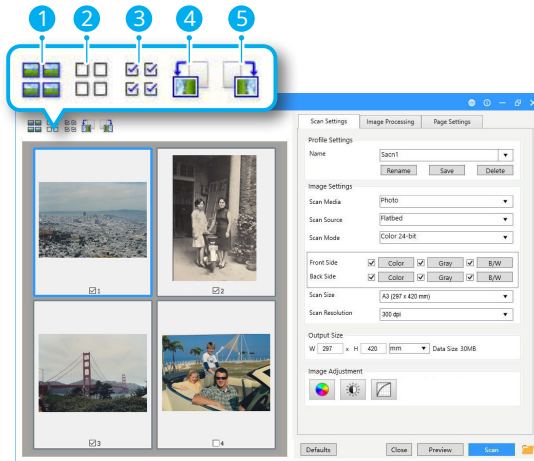 1 2 3 4 5
Scan Settings Image Processing Page Settings
Profile Settings
Name Sacn1
Rename Save Delete
Image Settings
Scan Media Photo
Scan Source Flatbed
Scan Mode Color 24-bit
Front Side Color Gray B/W
Back Side Color Gray B/W
Scan Size A3 (297 x 420 mm)
Scan Resolution 300 dpi
Output Size
W 297 x H 420 mm Data Size 30MB
Image Adjustment
Defaults Close Preview Scan
1 2
3 4